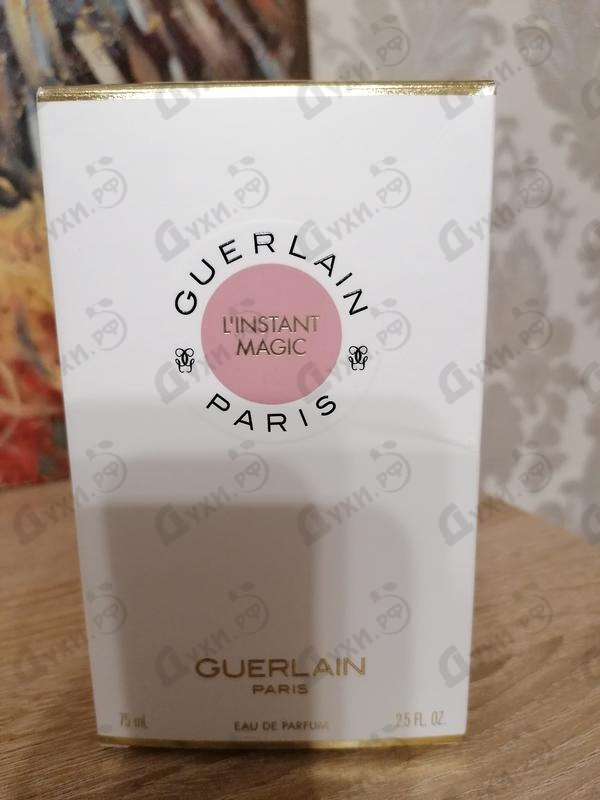 GUERLAIN
L'INSTANT
MAGIC
PARIS
GUERLAIN
PARIS
75 mL
EAU DE PARFUM
2.5 FL. OZ.
Духи.рф